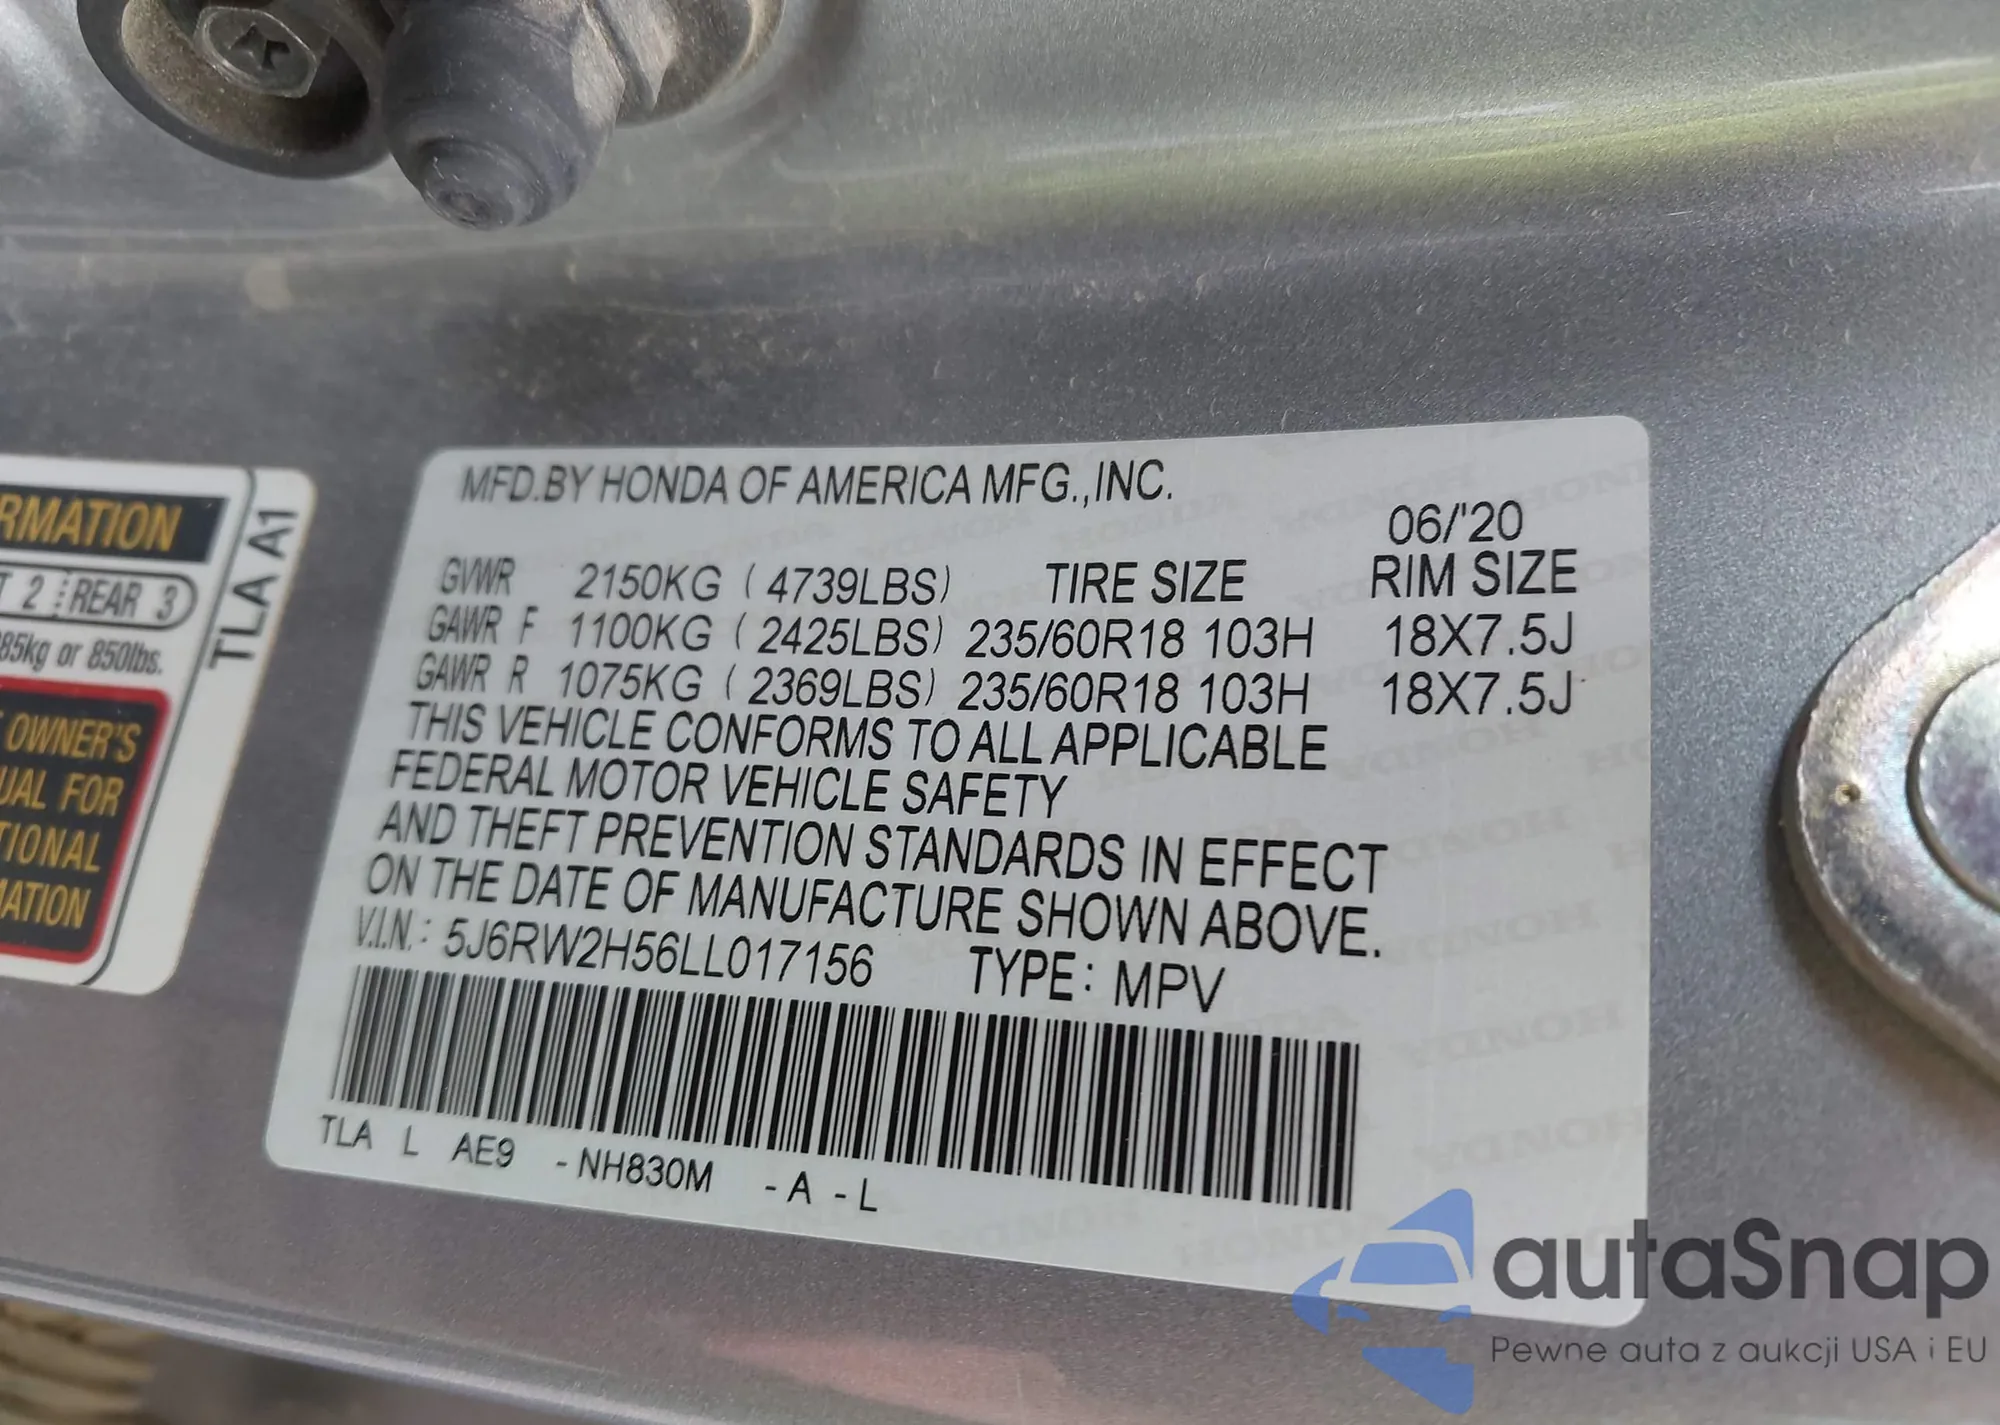 RMATION
T 2 REAR 3
385kg or 850lbs.
OWNER'S
UAL FOR
TIONAL
MATION
TLA A1
MFD.BY HONDA OF AMERICA MFG.,INC.
06/'20
GVWR 2150KG ( 4739LBS) TIRE SIZE RIM SIZE
GAWR F 1100KG ( 2425LBS) 235/60R18 103H 18X7.5J
GAWR R 1075KG ( 2369LBS) 235/60R18 103H 18X7.5J
THIS VEHICLE CONFORMS TO ALL APPLICABLE
FEDERAL MOTOR VEHICLE SAFETY
AND THEFT PREVENTION STANDARDS IN EFFECT
ON THE DATE OF MANUFACTURE SHOWN ABOVE.
V.I.N.: 5J6RW2H56LL017156 TYPE: MPV
TLA L AE9 -NH830M -A -L
autaSnap
Pewne auta z aukcji USA i EU